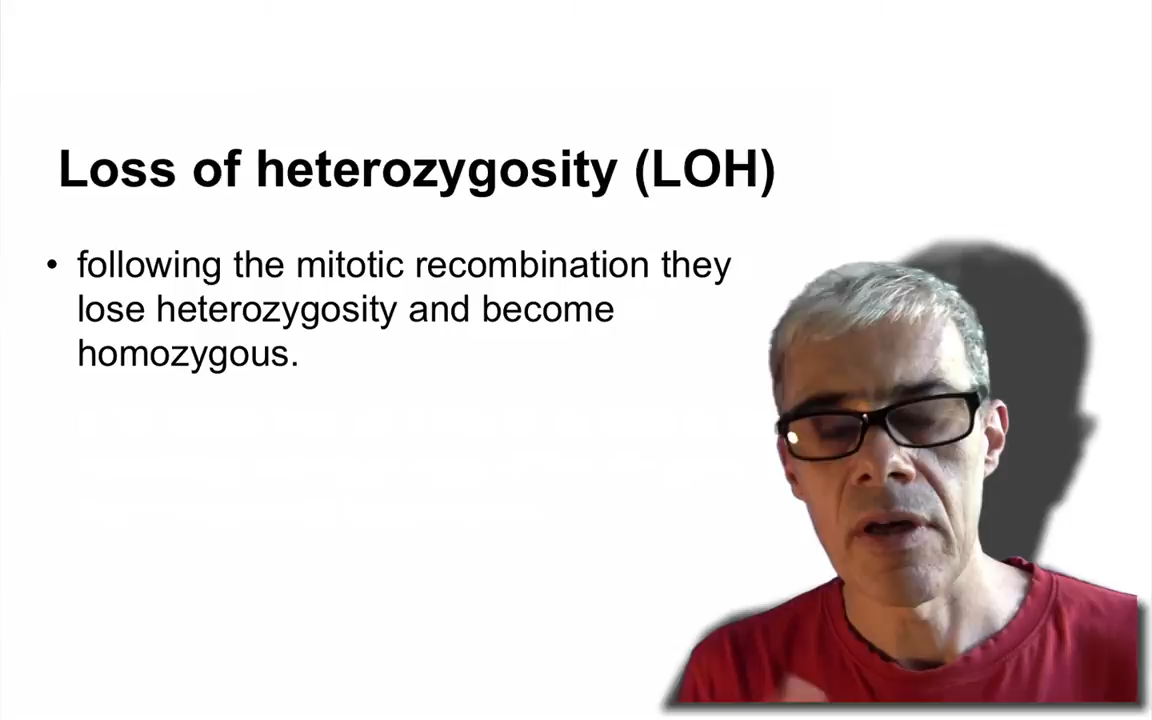 Loss of heterozygosity (LOH)
• following the mitotic recombination they
lose heterozygosity and become
homozygous.